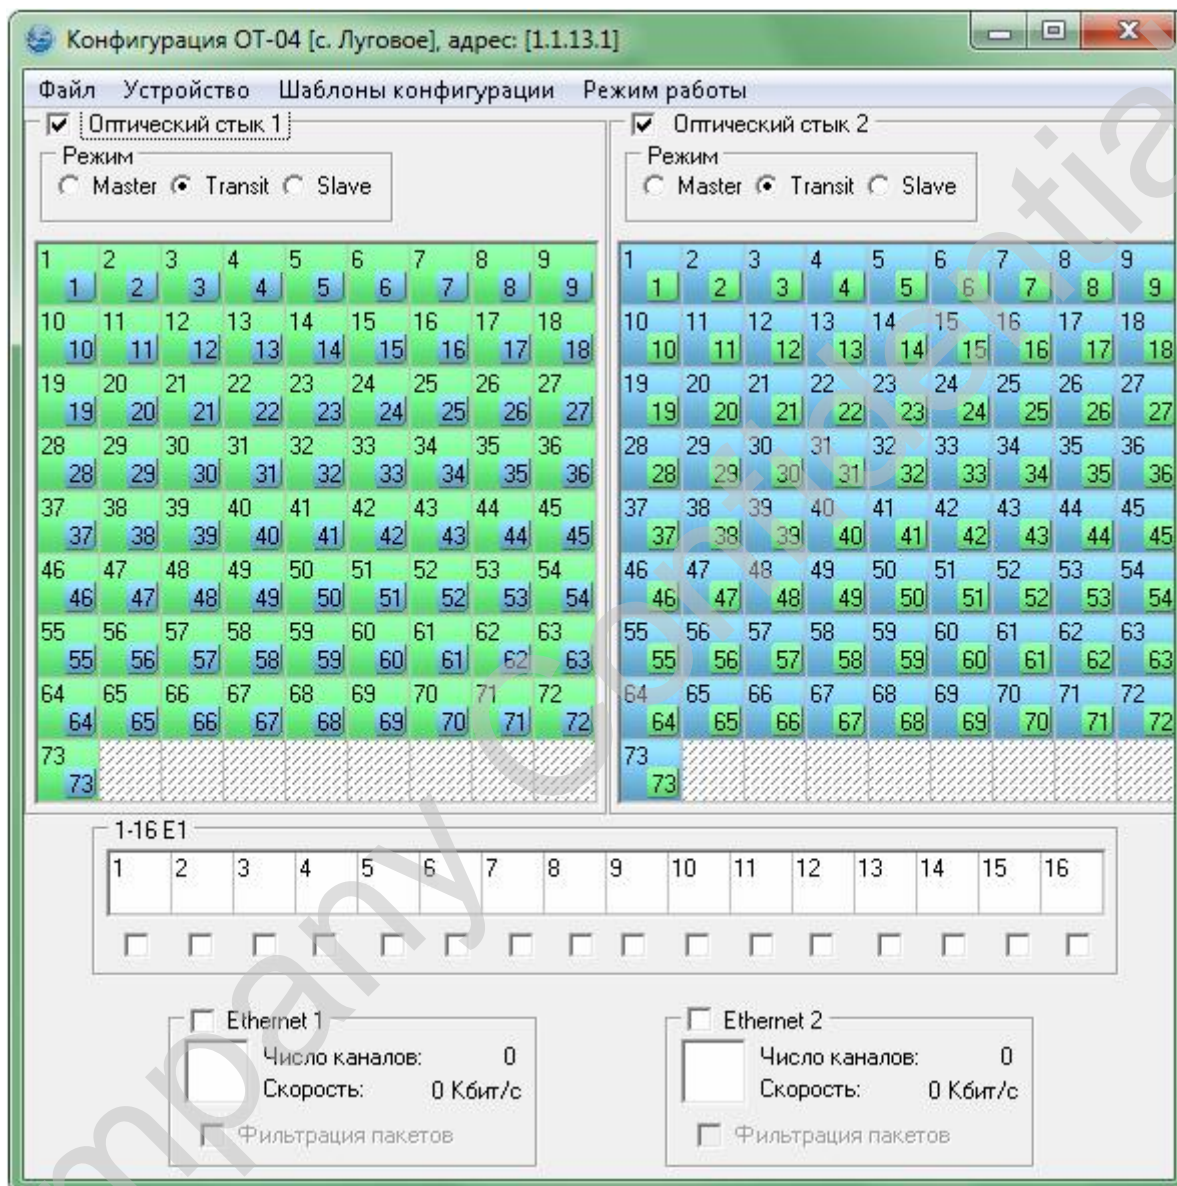 Конфигурация ОТ-04 [с. Луговое], адрес: [1.1.13.1]
Файл Устройство Шаблоны конфигурации Режим работы
Оптический стык 1
Режим
Master Transit Slave
1 2 3 4 5 6 7 8 9
1 2 3 4 5 6 7 8 9
10 11 12 13 14 15 16 17 18
10 11 12 13 14 15 16 17 18
19 20 21 22 23 24 25 26 27
19 20 21 22 23 24 25 26 27
28 29 30 31 32 33 34 35 36
28 29 30 31 32 33 34 35 36
37 38 39 40 41 42 43 44 45
37 38 39 40 41 42 43 44 45
46 47 48 49 50 51 52 53 54
46 47 48 49 50 51 52 53 54
55 56 57 58 59 60 61 62 63
55 56 57 58 59 60 61 62 63
64 65 66 67 68 69 70 71 72
64 65 66 67 68 69 70 71 72
73
73
Оптический стык 2
Режим
Master Transit Slave
1 2 3 4 5 6 7 8 9
1 2 3 4 5 6 7 8 9
10 11 12 13 14 15 16 17 18
10 11 12 13 14 15 16 17 18
19 20 21 22 23 24 25 26 27
19 20 21 22 23 24 25 26 27
28 29 30 31 32 33 34 35 36
28 29 30 31 32 33 34 35 36
37 38 39 40 41 42 43 44 45
37 38 39 40 41 42 43 44 45
46 47 48 49 50 51 52 53 54
46 47 48 49 50 51 52 53 54
55 56 57 58 59 60 61 62 63
55 56 57 58 59 60 61 62 63
64 65 66 67 68 69 70 71 72
64 65 66 67 68 69 70 71 72
73
73
1-16 E1
1 2 3 4 5 6 7 8 9 10 11 12 13 14 15 16
Ethernet 1
Число каналов: 0
Скорость: 0 Кбит/с
Фильтрация пакетов
Ethernet 2
Число каналов: 0
Скорость: 0 Кбит/с
Фильтрация пакетов
mpany Confidentia